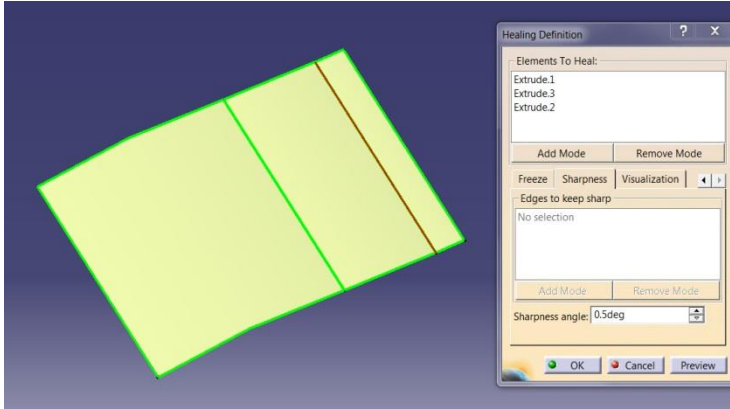 Healing Definition
? X
Elements To Heal:
Extrude.1
Extrude.3
Extrude.2
Add Mode Remove Mode
Freeze Sharpness Visualization
Edges to keep sharp
No selection
Add Mode Remove Mode
Sharpness angle: 0.5deg
OK Cancel Preview